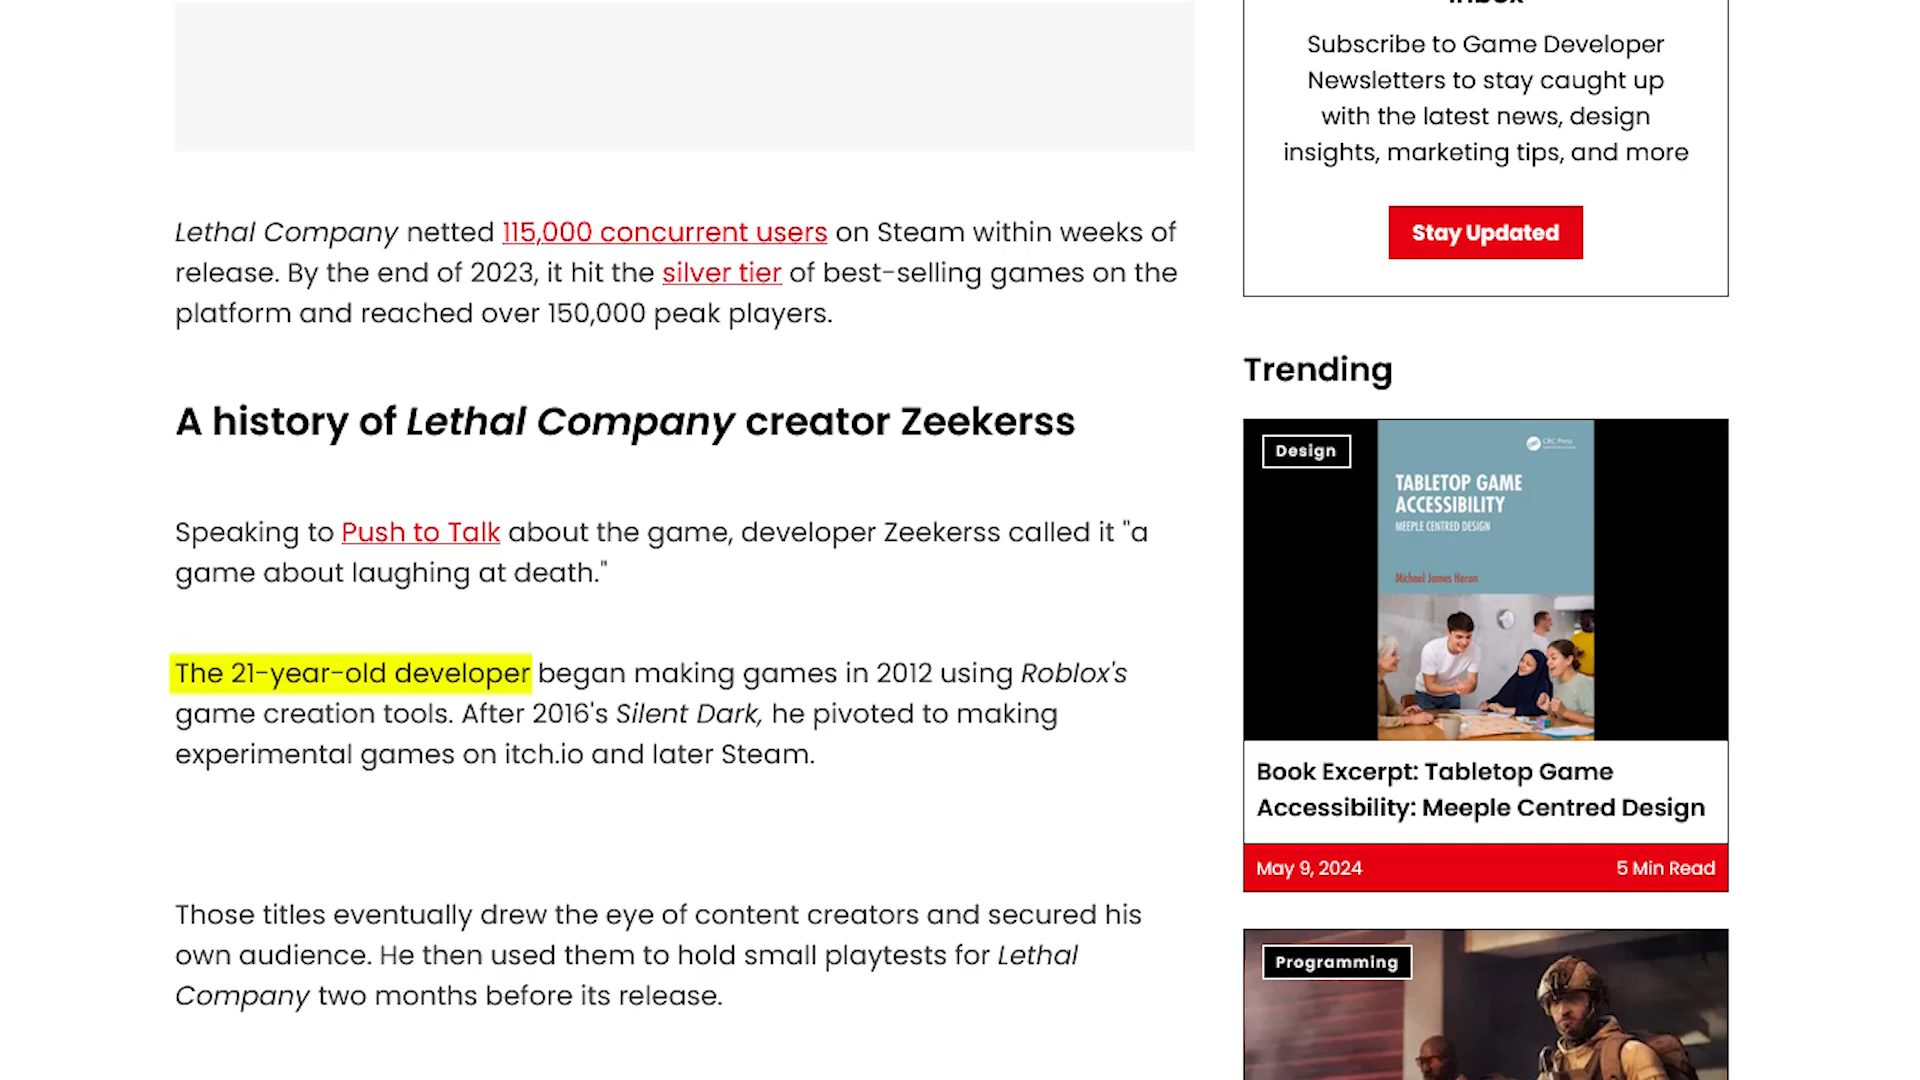 Lethal Company netted 115,000 concurrent users on Steam within weeks of
release. By the end of 2023, it hit the silver tier of best-selling games on the
platform and reached over 150,000 peak players.
A history of Lethal Company creator Zeekerss
Speaking to Push to Talk about the game, developer Zeekerss called it "a
game about laughing at death."
The 21-year-old developer began making games in 2012 using Roblox's
game creation tools. After 2016's Silent Dark, he pivoted to making
experimental games on itch.io and later Steam.
Those titles eventually drew the eye of content creators and secured his
own audience. He then used them to hold small playtests for Lethal
Company two months before its release.
Subscribe to Game Developer
Newsletters to stay caught up
with the latest news, design
insights, marketing tips, and more
Stay Updated
Trending
Design
CRC Press
TABLETOP GAME
ACCESSIBILITY
MEEPLE CENTRED DESIGN
Michael James Heron
Book Excerpt: Tabletop Game
Accessibility: Meeple Centred Design
May 9, 2024
5 Min Read
Programming